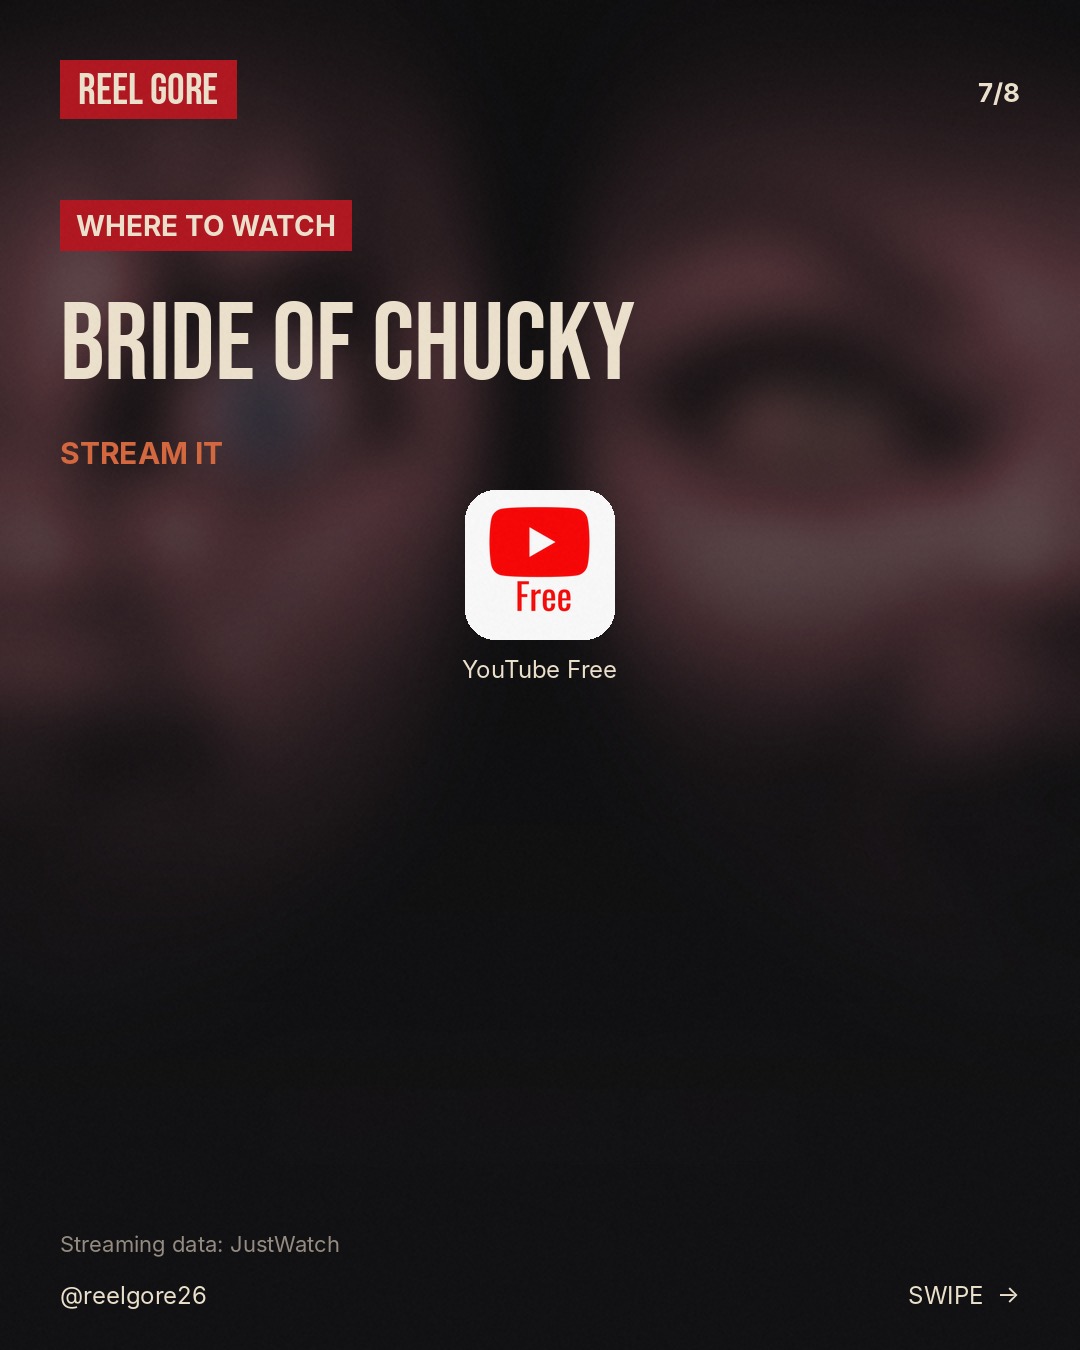 REEL GORE
7/8
WHERE TO WATCH
BRIDE OF CHUCKY
STREAM IT
Free
YouTube Free
Streaming data: JustWatch
@reelgore26
SWIPE →